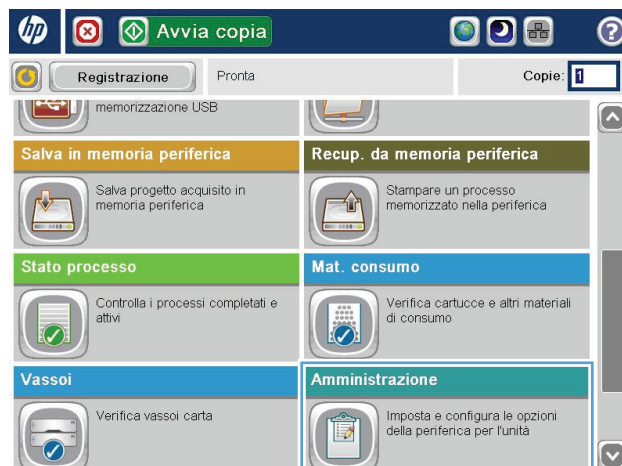 hp
Avvia copia
?
Registrazione
Pronta
Copie: 1
memorizzazione USB
Salva in memoria periferica
Salva progetto acquisito in
memoria periferica
Recup. da memoria periferica
Stampare un processo
memorizzato nella periferica
Stato processo
Controlla i processi completati e
attivi
Mat. consumo
Verifica cartucce e altri materiali
di consumo
Vassoi
Verifica vassoi carta
Amministrazione
Imposta e configura le opzioni
della periferica per l'unità